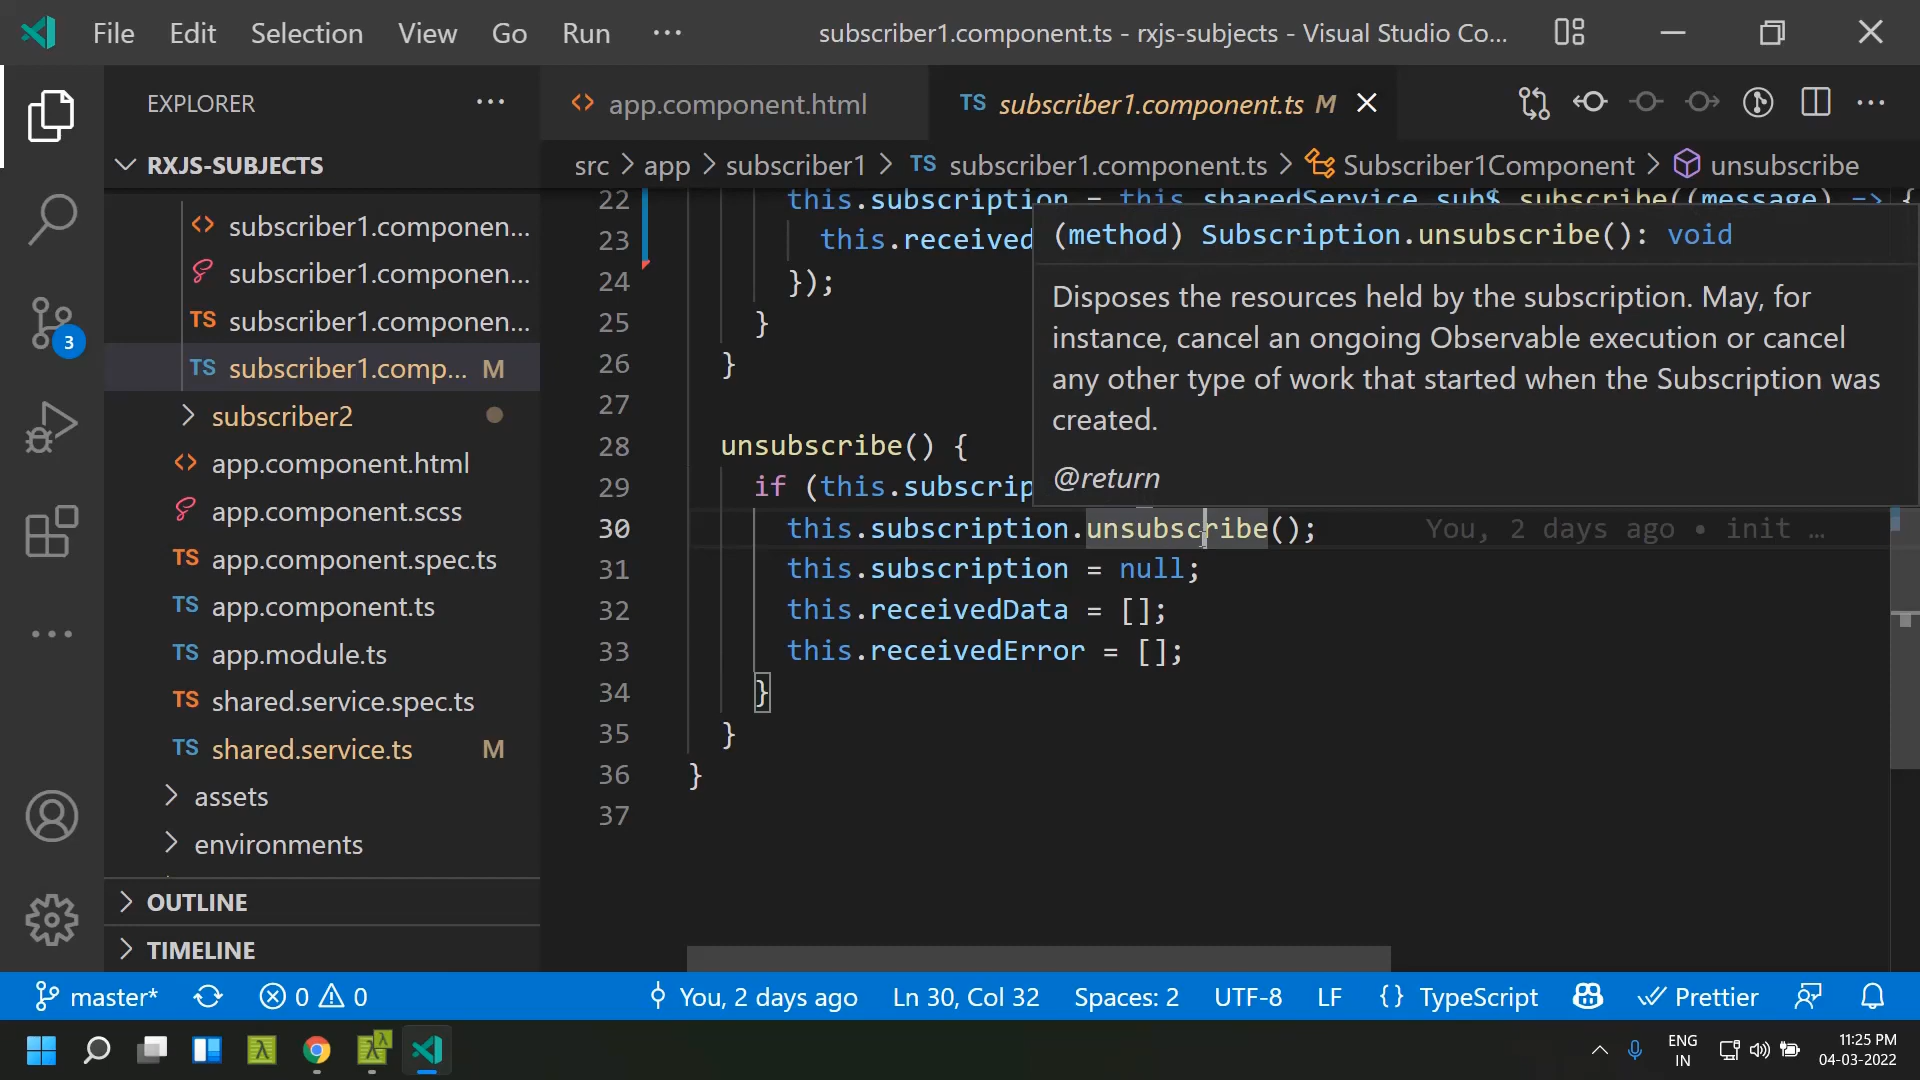 File Edit Selection View Go Run ···
subscriber1.component.ts - rxjs-subjects - Visual Studio Co...
EXPLORER ···
RXJS-SUBJECTS
subscriber1.componen...
subscriber1.componen...
TS subscriber1.componen...
TS subscriber1.comp... M
subscriber2
app.component.html
app.component.scss
TS app.component.spec.ts
TS app.component.ts
TS app.module.ts
TS shared.service.spec.ts
TS shared.service.ts M
assets
environments
OUTLINE
TIMELINE
3
app.component.html
TS subscriber1.component.ts M
src > app > subscriber1 > TS subscriber1.component.ts > Subscriber1Component > unsubscribe
22 this.subscription = this.sharedService.sub$.subscribe((message) => {
23 this.received
24 });
25 }
26 }
27
28 unsubscribe() {
29 if (this.subscrip
30 this.subscription.unsubscribe(); You, 2 days ago • init ...
31 this.subscription = null;
32 this.receivedData = [];
33 this.receivedError = [];
34 }
35 }
36 }
37
(method) Subscription.unsubscribe(): void
Disposes the resources held by the subscription. May, for
instance, cancel an ongoing Observable execution or cancel
any other type of work that started when the Subscription was
created.
@return
master* 0 0 You, 2 days ago Ln 30, Col 32 Spaces: 2 UTF-8 LF {} TypeScript Prettier
ENG
IN
11:25 PM
04-03-2022